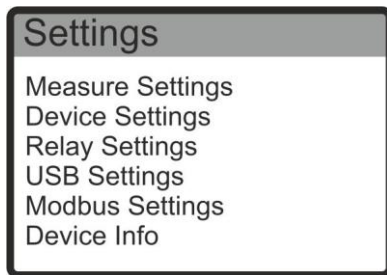 Settings
Measure Settings
Device Settings
Relay Settings
USB Settings
Modbus Settings
Device Info